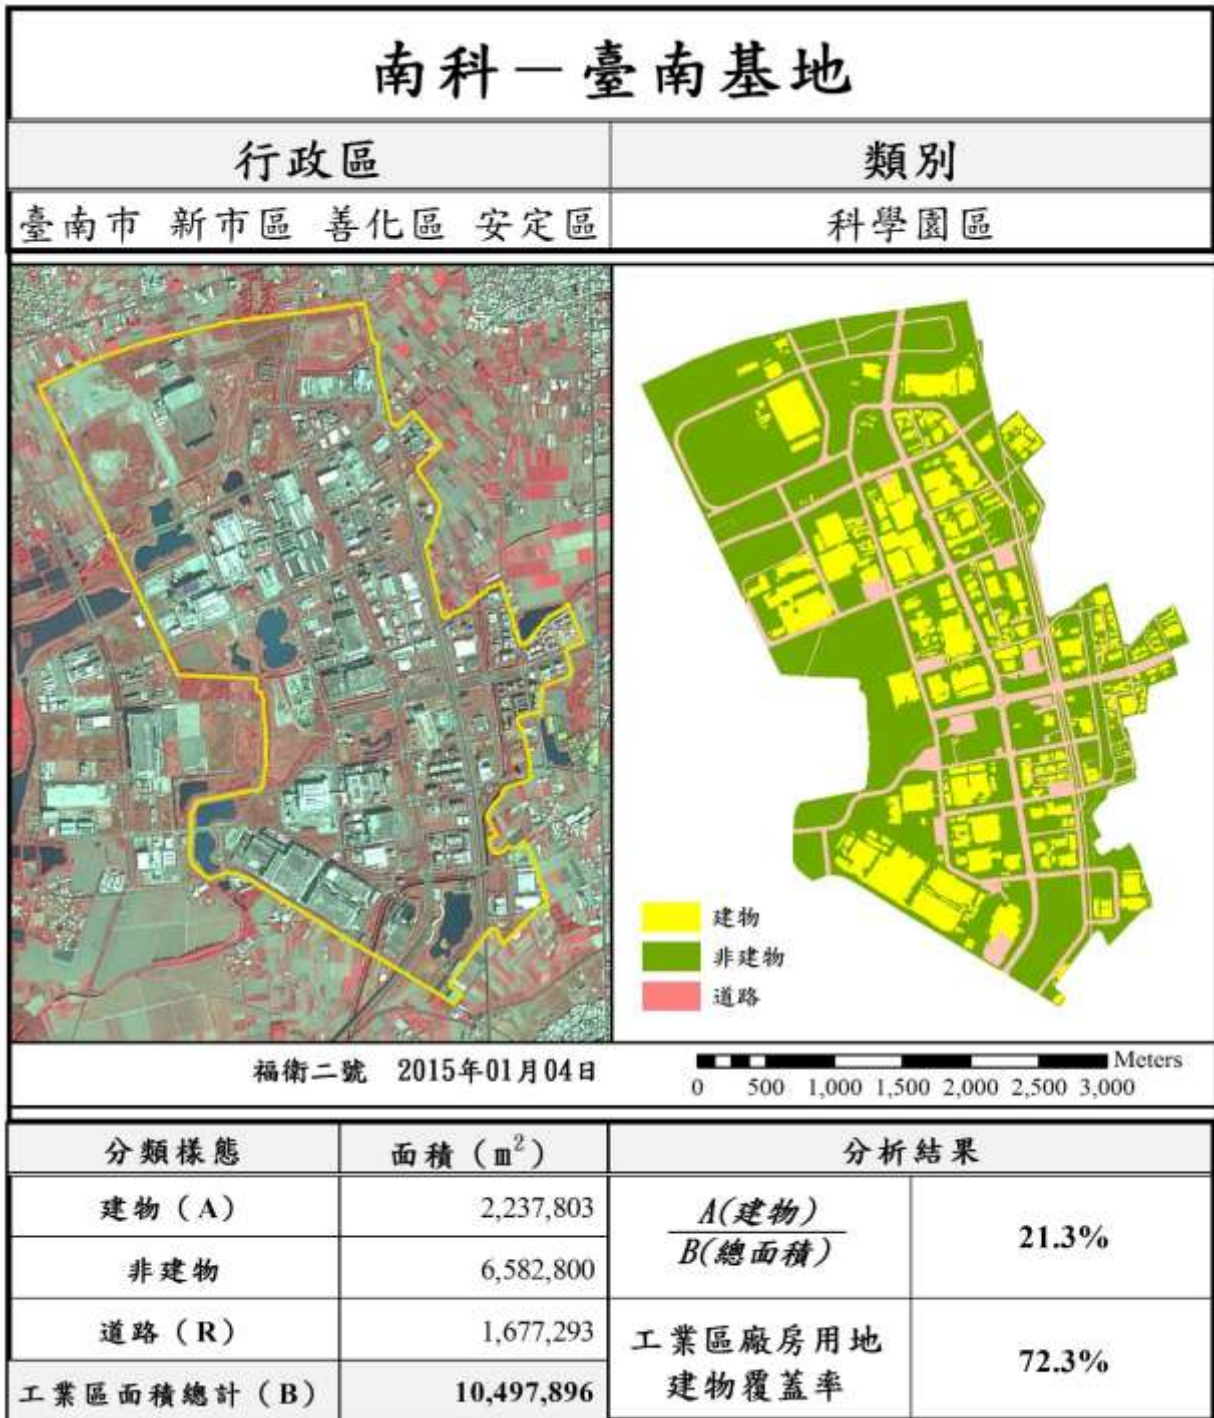 南科－臺南基地
行政區 類別
臺南市 新市區 善化區 安定區 科學園區
建物
非建物
道路
福衛二號 2015年01月04日
Meters
0 500 1,000 1,500 2,000 2,500 3,000
分類樣態 面積（m²） 分析結果
建物（A） 2,237,803
A(建物)
B(總面積)
21.3%
非建物 6,582,800
道路（R） 1,677,293
工業區廠房用地
建物覆蓋率
72.3%
工業區面積總計（B） 10,497,896